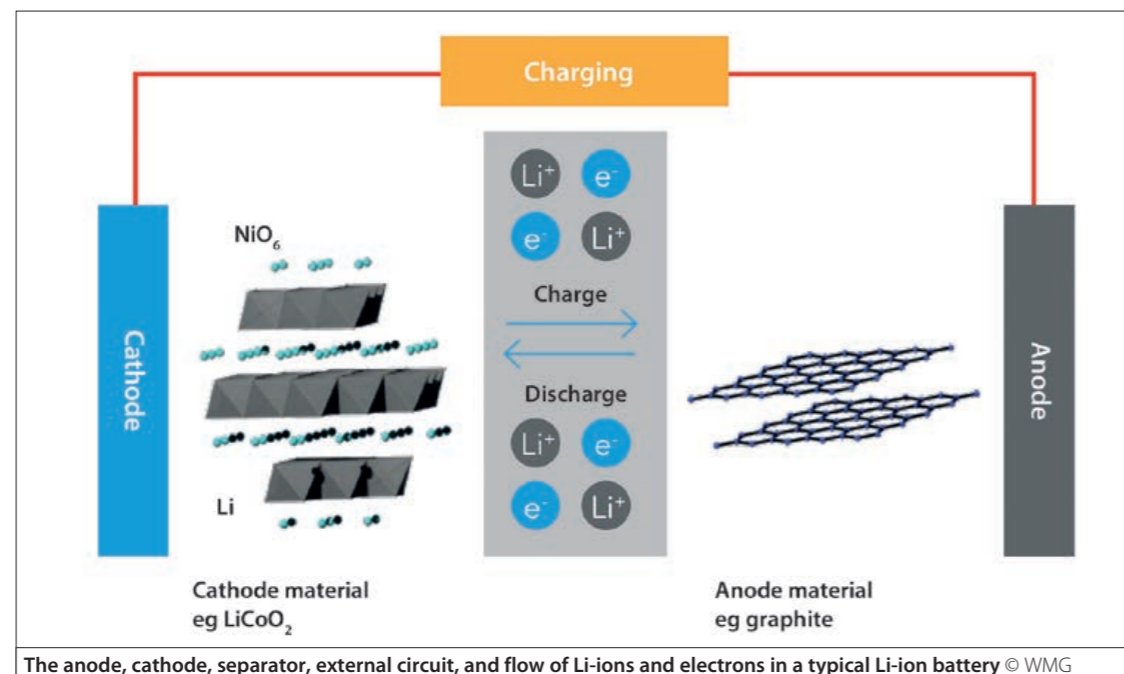 Charging
Li⁺ e⁻
e⁻ Li⁺
NiO₆
Charge
Cathode
Anode
Discharge
Li⁺ e⁻
Li
e⁻ Li⁺
Cathode material
eg LiCoO₂
Anode material
eg graphite
The anode, cathode, separator, external circuit, and flow of Li-ions and electrons in a typical Li-ion battery © WMG